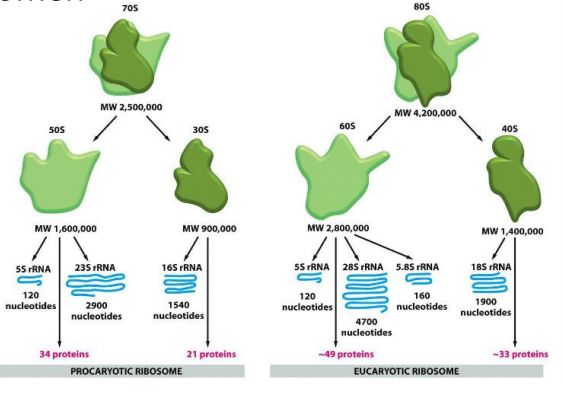 70S
MW 2,500,000
50S
30S
MW 1,600,000
MW 900,000
5S rRNA
23S rRNA
16S rRNA
120
nucleotides
2900
nucleotides
1540
nucleotides
34 proteins
21 proteins
PROCARYOTIC RIBOSOME
80S
MW 4,200,000
60S
40S
MW 2,800,000
MW 1,400,000
5S rRNA
28S rRNA
5.8S rRNA
18S rRNA
120
nucleotides
4700
nucleotides
160
nucleotides
1900
nucleotides
~49 proteins
~33 proteins
EUCARYOTIC RIBOSOME